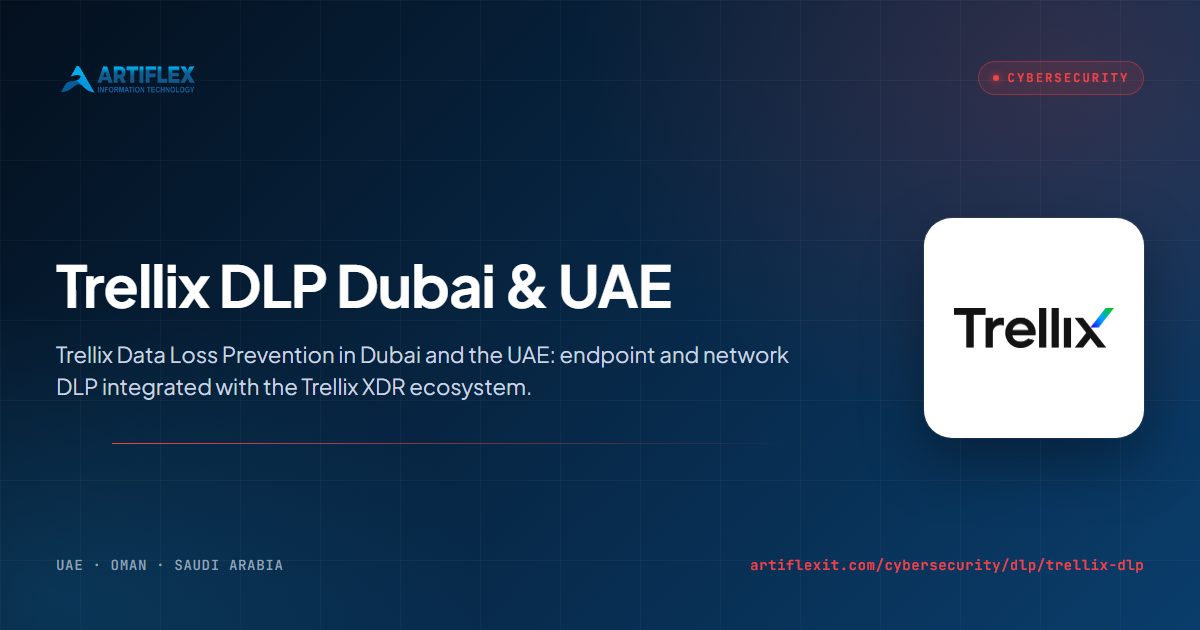 ARTIFLEX
INFORMATION TECHNOLOGY
CYBERSECURITY
Trellix DLP Dubai & UAE
Trellix Data Loss Prevention in Dubai and the UAE: endpoint and network
DLP integrated with the Trellix XDR ecosystem.
Trellix
UAE · OMAN · SAUDI ARABIA
artiflexit.com/cybersecurity/dlp/trellix-dlp